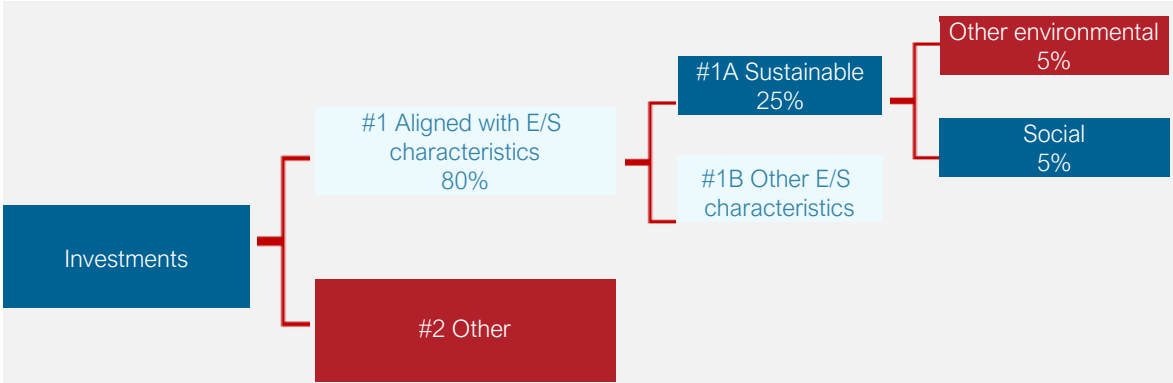 Investments
#1 Aligned with E/S
characteristics
80%
#2 Other
#1A Sustainable
25%
#1B Other E/S
characteristics
Other environmental
5%
Social
5%